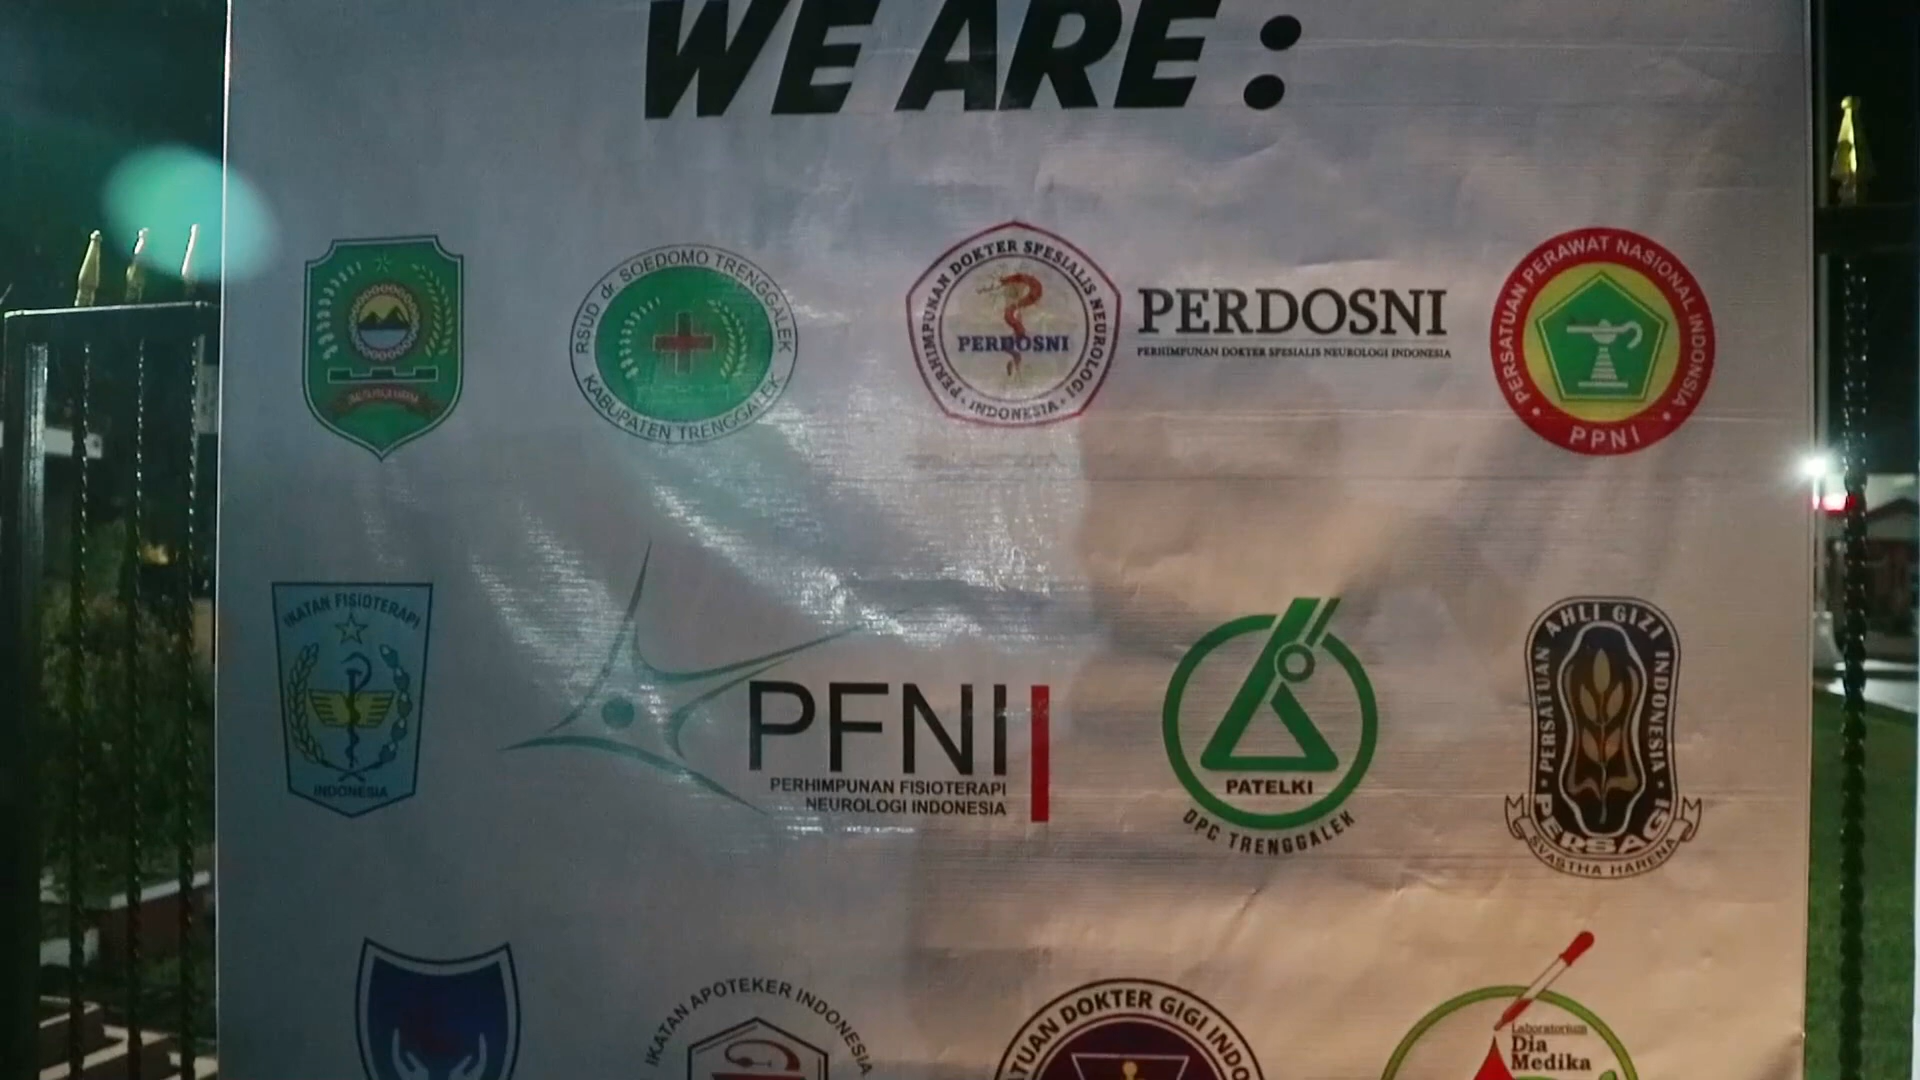 WE ARE :
RSUD dr. SOEDOMO TRENGGALEK
KABUPATEN TRENGGALEK
PERHIMPUNAN DOKTER SPESIALIS NEUROLOGI
INDONESIA
PERDOSNI
PERDOSNI
PERHIMPUNAN DOKTER SPESIALIS NEUROLOGI INDONESIA
PERSATUAN PERAWAT NASIONAL INDONESIA
PPNI
IKATAN FISIOTERAPI
INDONESIA
PFNI
PERHIMPUNAN FISIOTERAPI
NEUROLOGI INDONESIA
PATELKI
DPC TRENGGALEK
PERSATUAN AHLI GIZI INDONESIA
PERSAGI
SVASTHA HARENA
IKATAN APOTEKER INDONESIA
DOKTER GIGI
Laboratorium
Dia
Medika